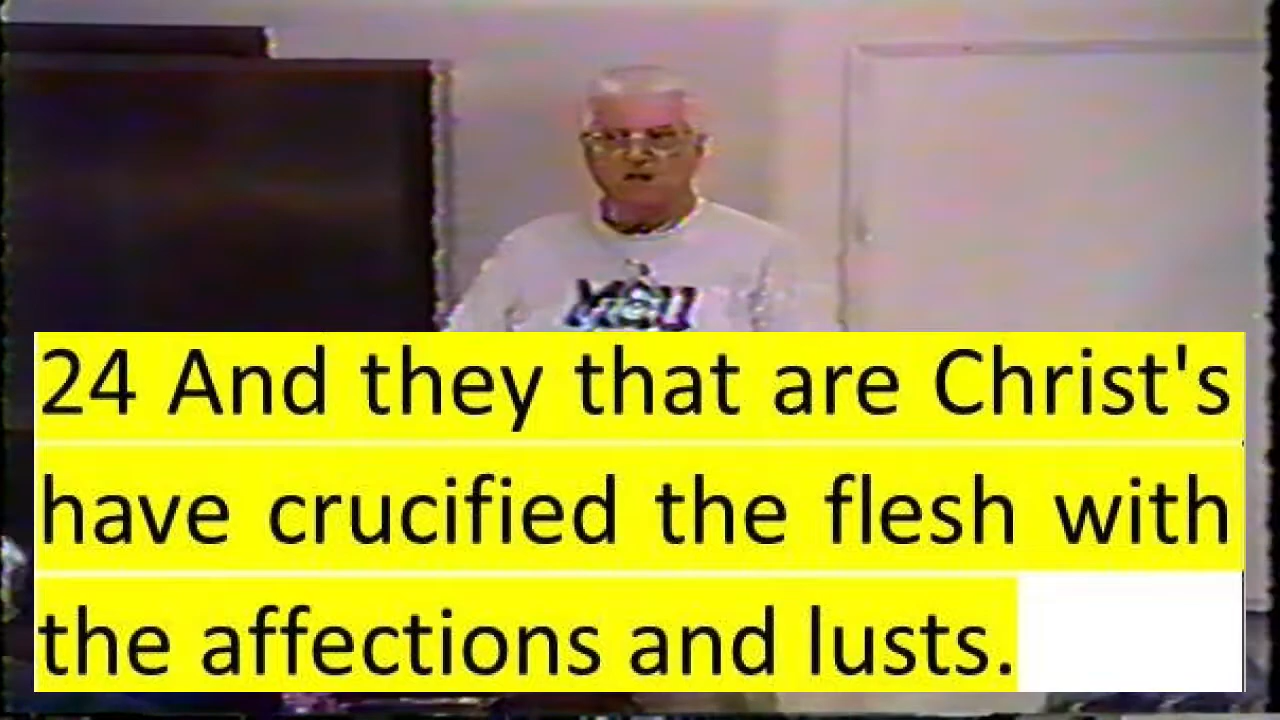 24 And they that are Christ's
have crucified the flesh with
the affections and lusts.